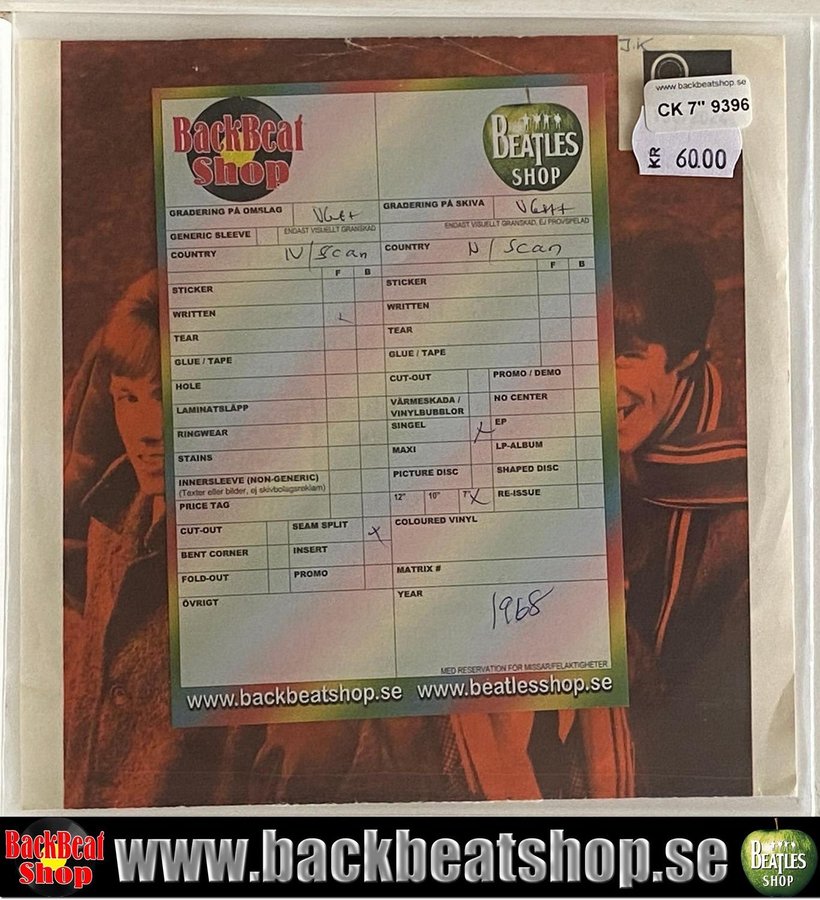 J.K
www.backbeatshop.se
CK 7" 9396
KR 60.00
BackBeat
Shop
BEATLES
SHOP
GRADERING PÅ OMSLAG VG++
GRADERING PÅ SKIVA VG++
GENERIC SLEEVE ENDAST VISUELLT GRANSKAD
ENDAST VISUELLT GRANSKAD, EJ PROVSPELAD
COUNTRY N/Scan
COUNTRY N/Scan
F B
F B
STICKER
STICKER
WRITTEN
WRITTEN
TEAR
TEAR
GLUE / TAPE
GLUE / TAPE
HOLE
CUT-OUT
PROMO / DEMO
LAMINATSLÄPP
VÄRMESKADA /
VINYLBUBBLOR
NO CENTER
RINGWEAR
SINGEL X
EP
STAINS
MAXI
LP-ALBUM
INNERSLEEVE (NON-GENERIC)
(Texter eller bilder, ej skivbolagsreklam)
PICTURE DISC
SHAPED DISC
PRICE TAG
12" 10" 7" X
RE-ISSUE
CUT-OUT
SEAM SPLIT X
COLOURED VINYL
BENT CORNER
INSERT
FOLD-OUT
PROMO
MATRIX #
ÖVRIGT
YEAR
1968
MED RESERVATION FÖR MISSAR/FELAKTIGHETER
www.backbeatshop.se www.beatlesshop.se
BackBeat
Shop
www.backbeatshop.se
BEATLES
SHOP